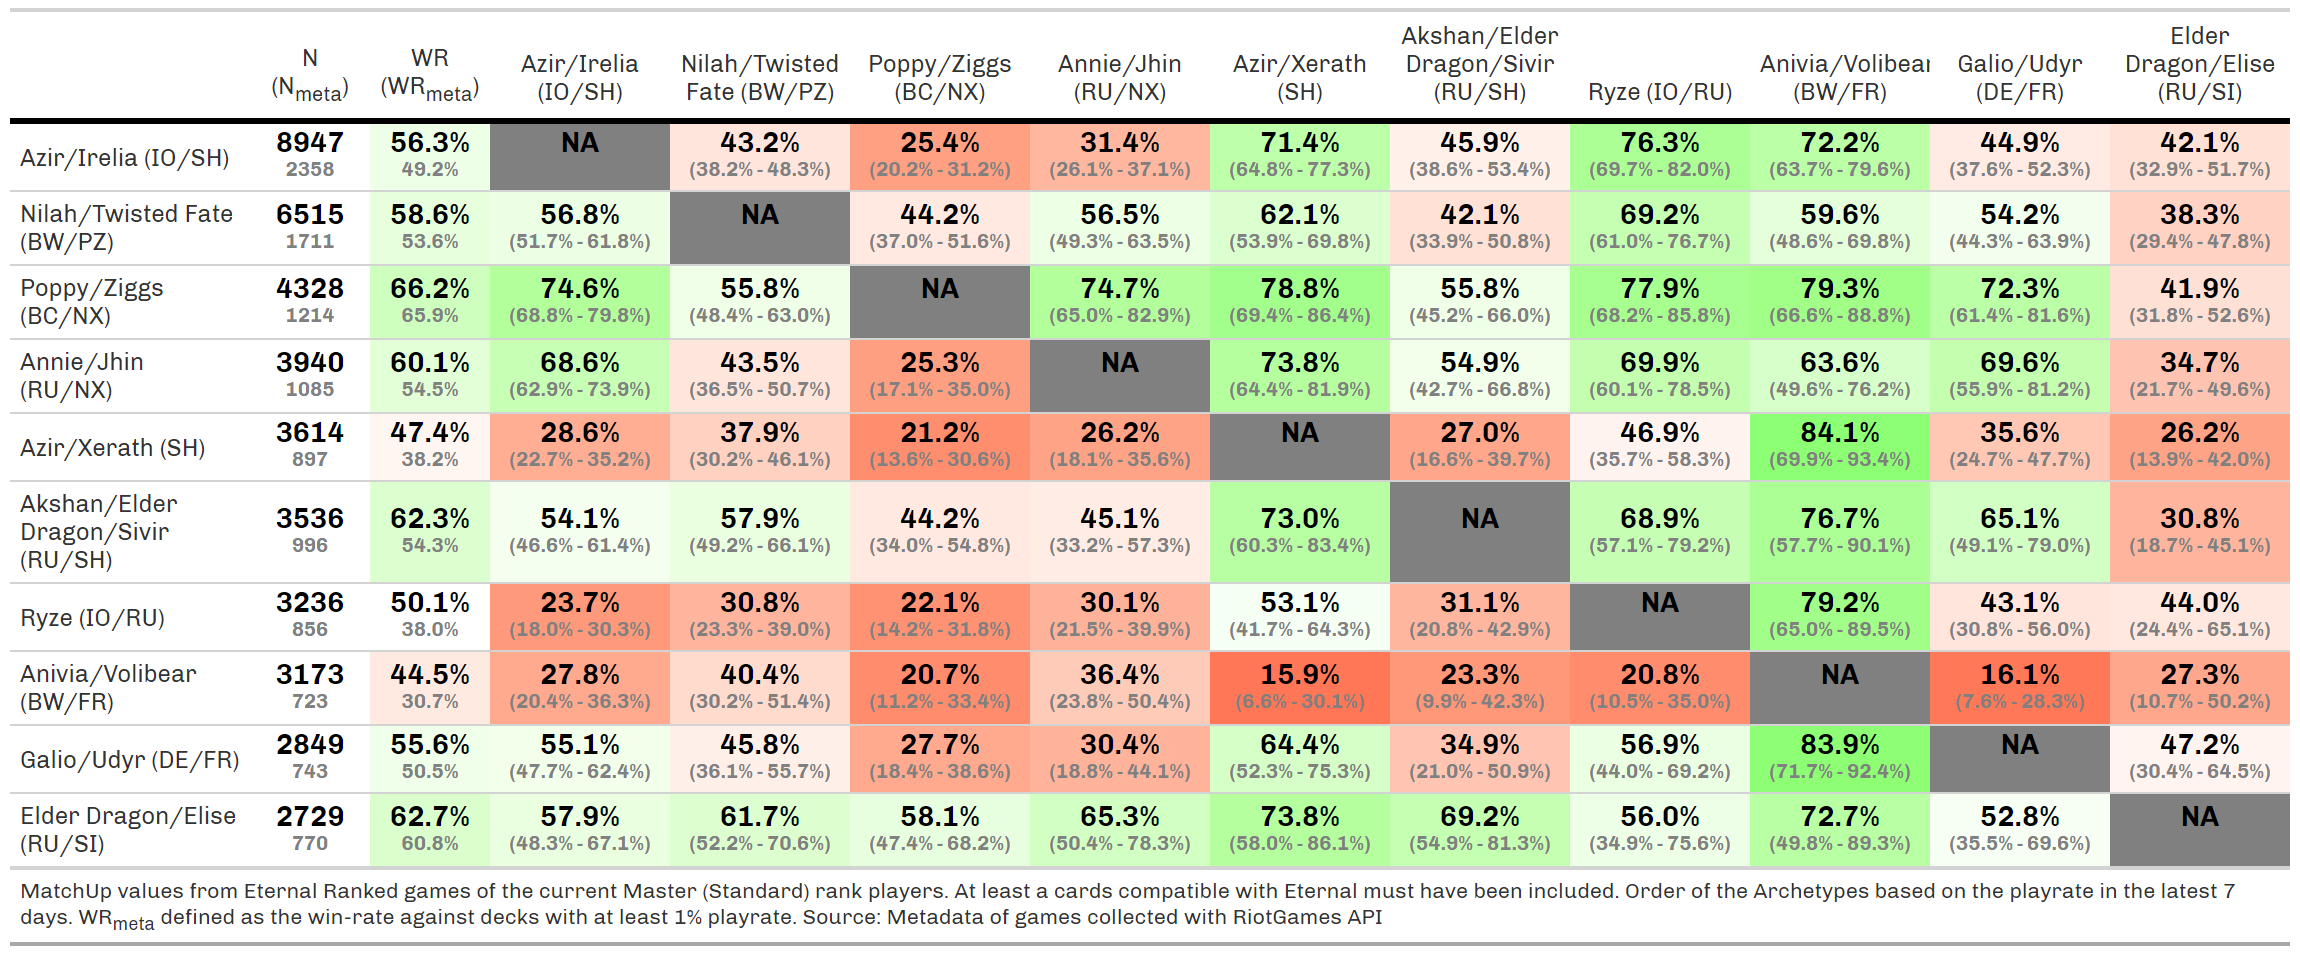 N (N_meta) WR (WR_meta) Azir/Irelia (IO/SH) Nilah/Twisted Fate (BW/PZ) Poppy/Ziggs (BC/NX) Annie/Jhin (RU/NX) Azir/Xerath (SH) Akshan/Elder Dragon/Sivir (RU/SH) Ryze (IO/RU) Anivia/Volibear (BW/FR) Galio/Udyr (DE/FR) Elder Dragon/Elise (RU/SI)
Azir/Irelia (IO/SH) 8947 56.3% NA 43.2% 25.4% 31.4% 71.4% 45.9% 76.3% 72.2% 44.9% 42.1%
2358 49.2% (38.2% - 48.3%) (20.2% - 31.2%) (26.1% - 37.1%) (64.8% - 77.3%) (38.6% - 53.4%) (69.7% - 82.0%) (63.7% - 79.6%) (37.6% - 52.3%) (32.9% - 51.7%)
Nilah/Twisted Fate 6515 58.6% 56.8% NA 44.2% 56.5% 62.1% 42.1% 69.2% 59.6% 54.2% 38.3%
(BW/PZ) 1711 53.6% (51.7% - 61.8%) (37.0% - 51.6%) (49.3% - 63.5%) (53.9% - 69.8%) (33.9% - 50.8%) (61.0% - 76.7%) (48.6% - 69.8%) (44.3% - 63.9%) (29.4% - 47.8%)
Poppy/Ziggs 4328 66.2% 74.6% 55.8% NA 74.7% 78.8% 55.8% 77.9% 79.3% 72.3% 41.9%
(BC/NX) 1214 65.9% (68.8% - 79.8%) (48.4% - 63.0%) (65.0% - 82.9%) (69.4% - 86.4%) (45.2% - 66.0%) (68.2% - 85.8%) (66.6% - 88.8%) (61.4% - 81.6%) (31.8% - 52.6%)
Annie/Jhin 3940 60.1% 68.6% 43.5% 25.3% NA 73.8% 54.9% 69.9% 63.6% 69.6% 34.7%
(RU/NX) 1085 54.5% (62.9% - 73.9%) (36.5% - 50.7%) (17.1% - 35.0%) (64.4% - 81.9%) (42.7% - 66.8%) (60.1% - 78.5%) (49.6% - 76.2%) (55.9% - 81.2%) (21.7% - 49.6%)
Azir/Xerath (SH) 3614 47.4% 28.6% 37.9% 21.2% 26.2% NA 27.0% 46.9% 84.1% 35.6% 26.2%
897 38.2% (22.7% - 35.2%) (30.2% - 46.1%) (13.6% - 30.6%) (18.1% - 35.6%) (16.6% - 39.7%) (35.7% - 58.3%) (69.9% - 93.4%) (24.7% - 47.7%) (13.9% - 42.0%)
Akshan/Elder
Dragon/Sivir 3536 62.3% 54.1% 57.9% 44.2% 45.1% 73.0% NA 68.9% 76.7% 65.1% 30.8%
(RU/SH) 996 54.3% (46.6% - 61.4%) (49.2% - 66.1%) (34.0% - 54.8%) (33.2% - 57.3%) (60.3% - 83.4%) (57.1% - 79.2%) (57.7% - 90.1%) (49.1% - 79.0%) (18.7% - 45.1%)
Ryze (IO/RU) 3236 50.1% 23.7% 30.8% 22.1% 30.1% 53.1% 31.1% NA 79.2% 43.1% 44.0%
856 38.0% (18.0% - 30.3%) (23.3% - 39.0%) (14.2% - 31.8%) (21.5% - 39.9%) (41.7% - 64.3%) (20.8% - 42.9%) (65.0% - 89.5%) (30.8% - 56.0%) (24.4% - 65.1%)
Anivia/Volibear 3173 44.5% 27.8% 40.4% 20.7% 36.4% 15.9% 23.3% 20.8% NA 16.1% 27.3%
(BW/FR) 723 30.7% (20.4% - 36.3%) (30.2% - 51.4%) (11.2% - 33.4%) (23.8% - 50.4%) (6.6% - 30.1%) (9.9% - 42.3%) (10.5% - 35.0%) (7.6% - 28.3%) (10.7% - 50.2%)
Galio/Udyr (DE/FR) 2849 55.6% 55.1% 45.8% 27.7% 30.4% 64.4% 34.9% 56.9% 83.9% NA 47.2%
743 50.5% (47.7% - 62.4%) (36.1% - 55.7%) (18.4% - 38.6%) (18.8% - 44.1%) (52.3% - 75.3%) (21.0% - 50.9%) (44.0% - 69.2%) (71.7% - 92.4%) (30.4% - 64.5%)
Elder Dragon/Elise 2729 62.7% 57.9% 61.7% 58.1% 65.3% 73.8% 69.2% 56.0% 72.7% 52.8% NA
(RU/SI) 770 60.8% (48.3% - 67.1%) (52.2% - 70.6%) (47.4% - 68.2%) (50.4% - 78.3%) (58.0% - 86.1%) (54.9% - 81.3%) (34.9% - 75.6%) (49.8% - 89.3%) (35.5% - 69.6%)
MatchUp values from Eternal Ranked games of the current Master (Standard) rank players. At least a cards compatible with Eternal must have been included. Order of the Archetypes based on the playrate in the latest 7
days. WR_meta defined as the win-rate against decks with at least 1% playrate. Source: Metadata of games collected with RiotGames API